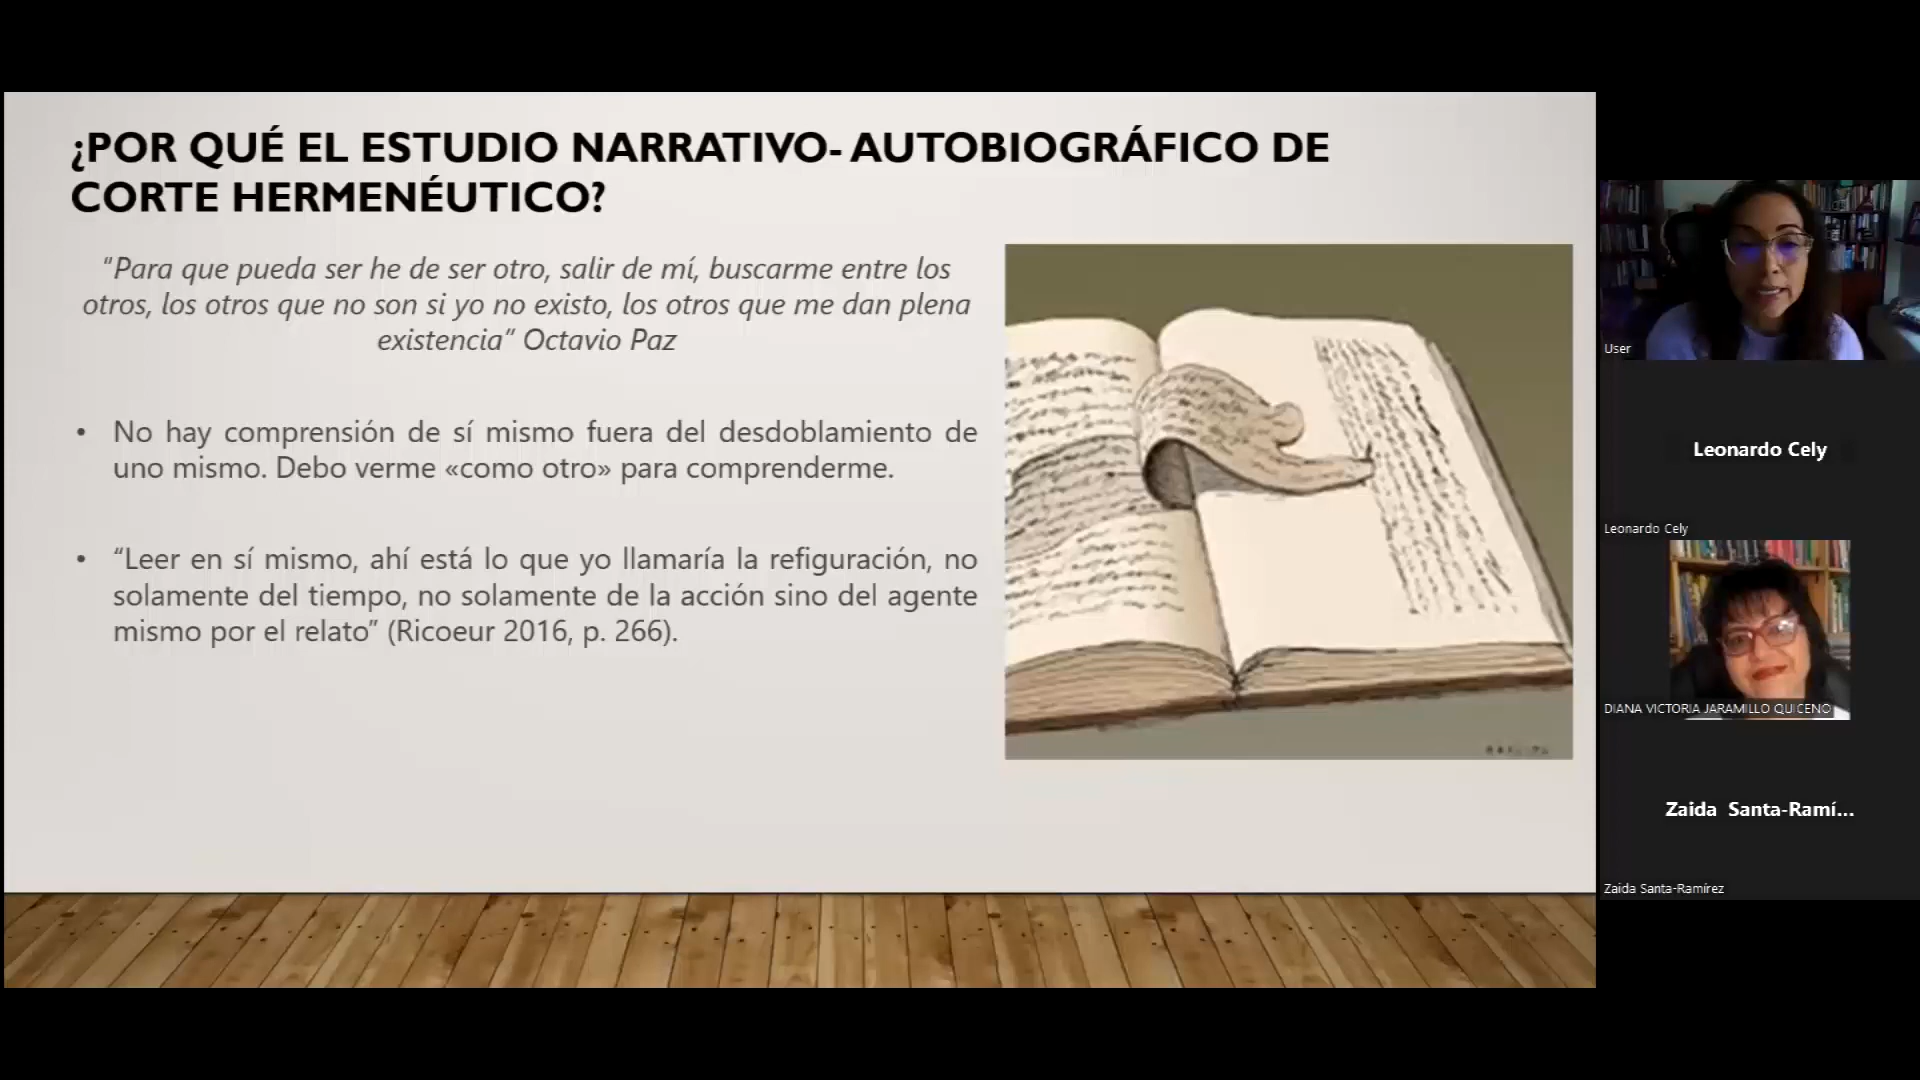 ¿POR QUÉ EL ESTUDIO NARRATIVO- AUTOBIOGRÁFICO DE
CORTE HERMENÉUTICO?
“Para que pueda ser he de ser otro, salir de mí, buscarme entre los
otros, los otros que no son si yo no existo, los otros que me dan plena
existencia” Octavio Paz
• No hay comprensión de sí mismo fuera del desdoblamiento de
uno mismo. Debo verme «como otro» para comprenderme.
• “Leer en sí mismo, ahí está lo que yo llamaría la refiguración, no
solamente del tiempo, no solamente de la acción sino del agente
mismo por el relato” (Ricoeur 2016, p. 266).
User
Leonardo Cely
Leonardo Cely
DIANA VICTORIA JARAMILLO QUICENO
Zaida Santa-Ramí...
Zaida Santa-Ramírez